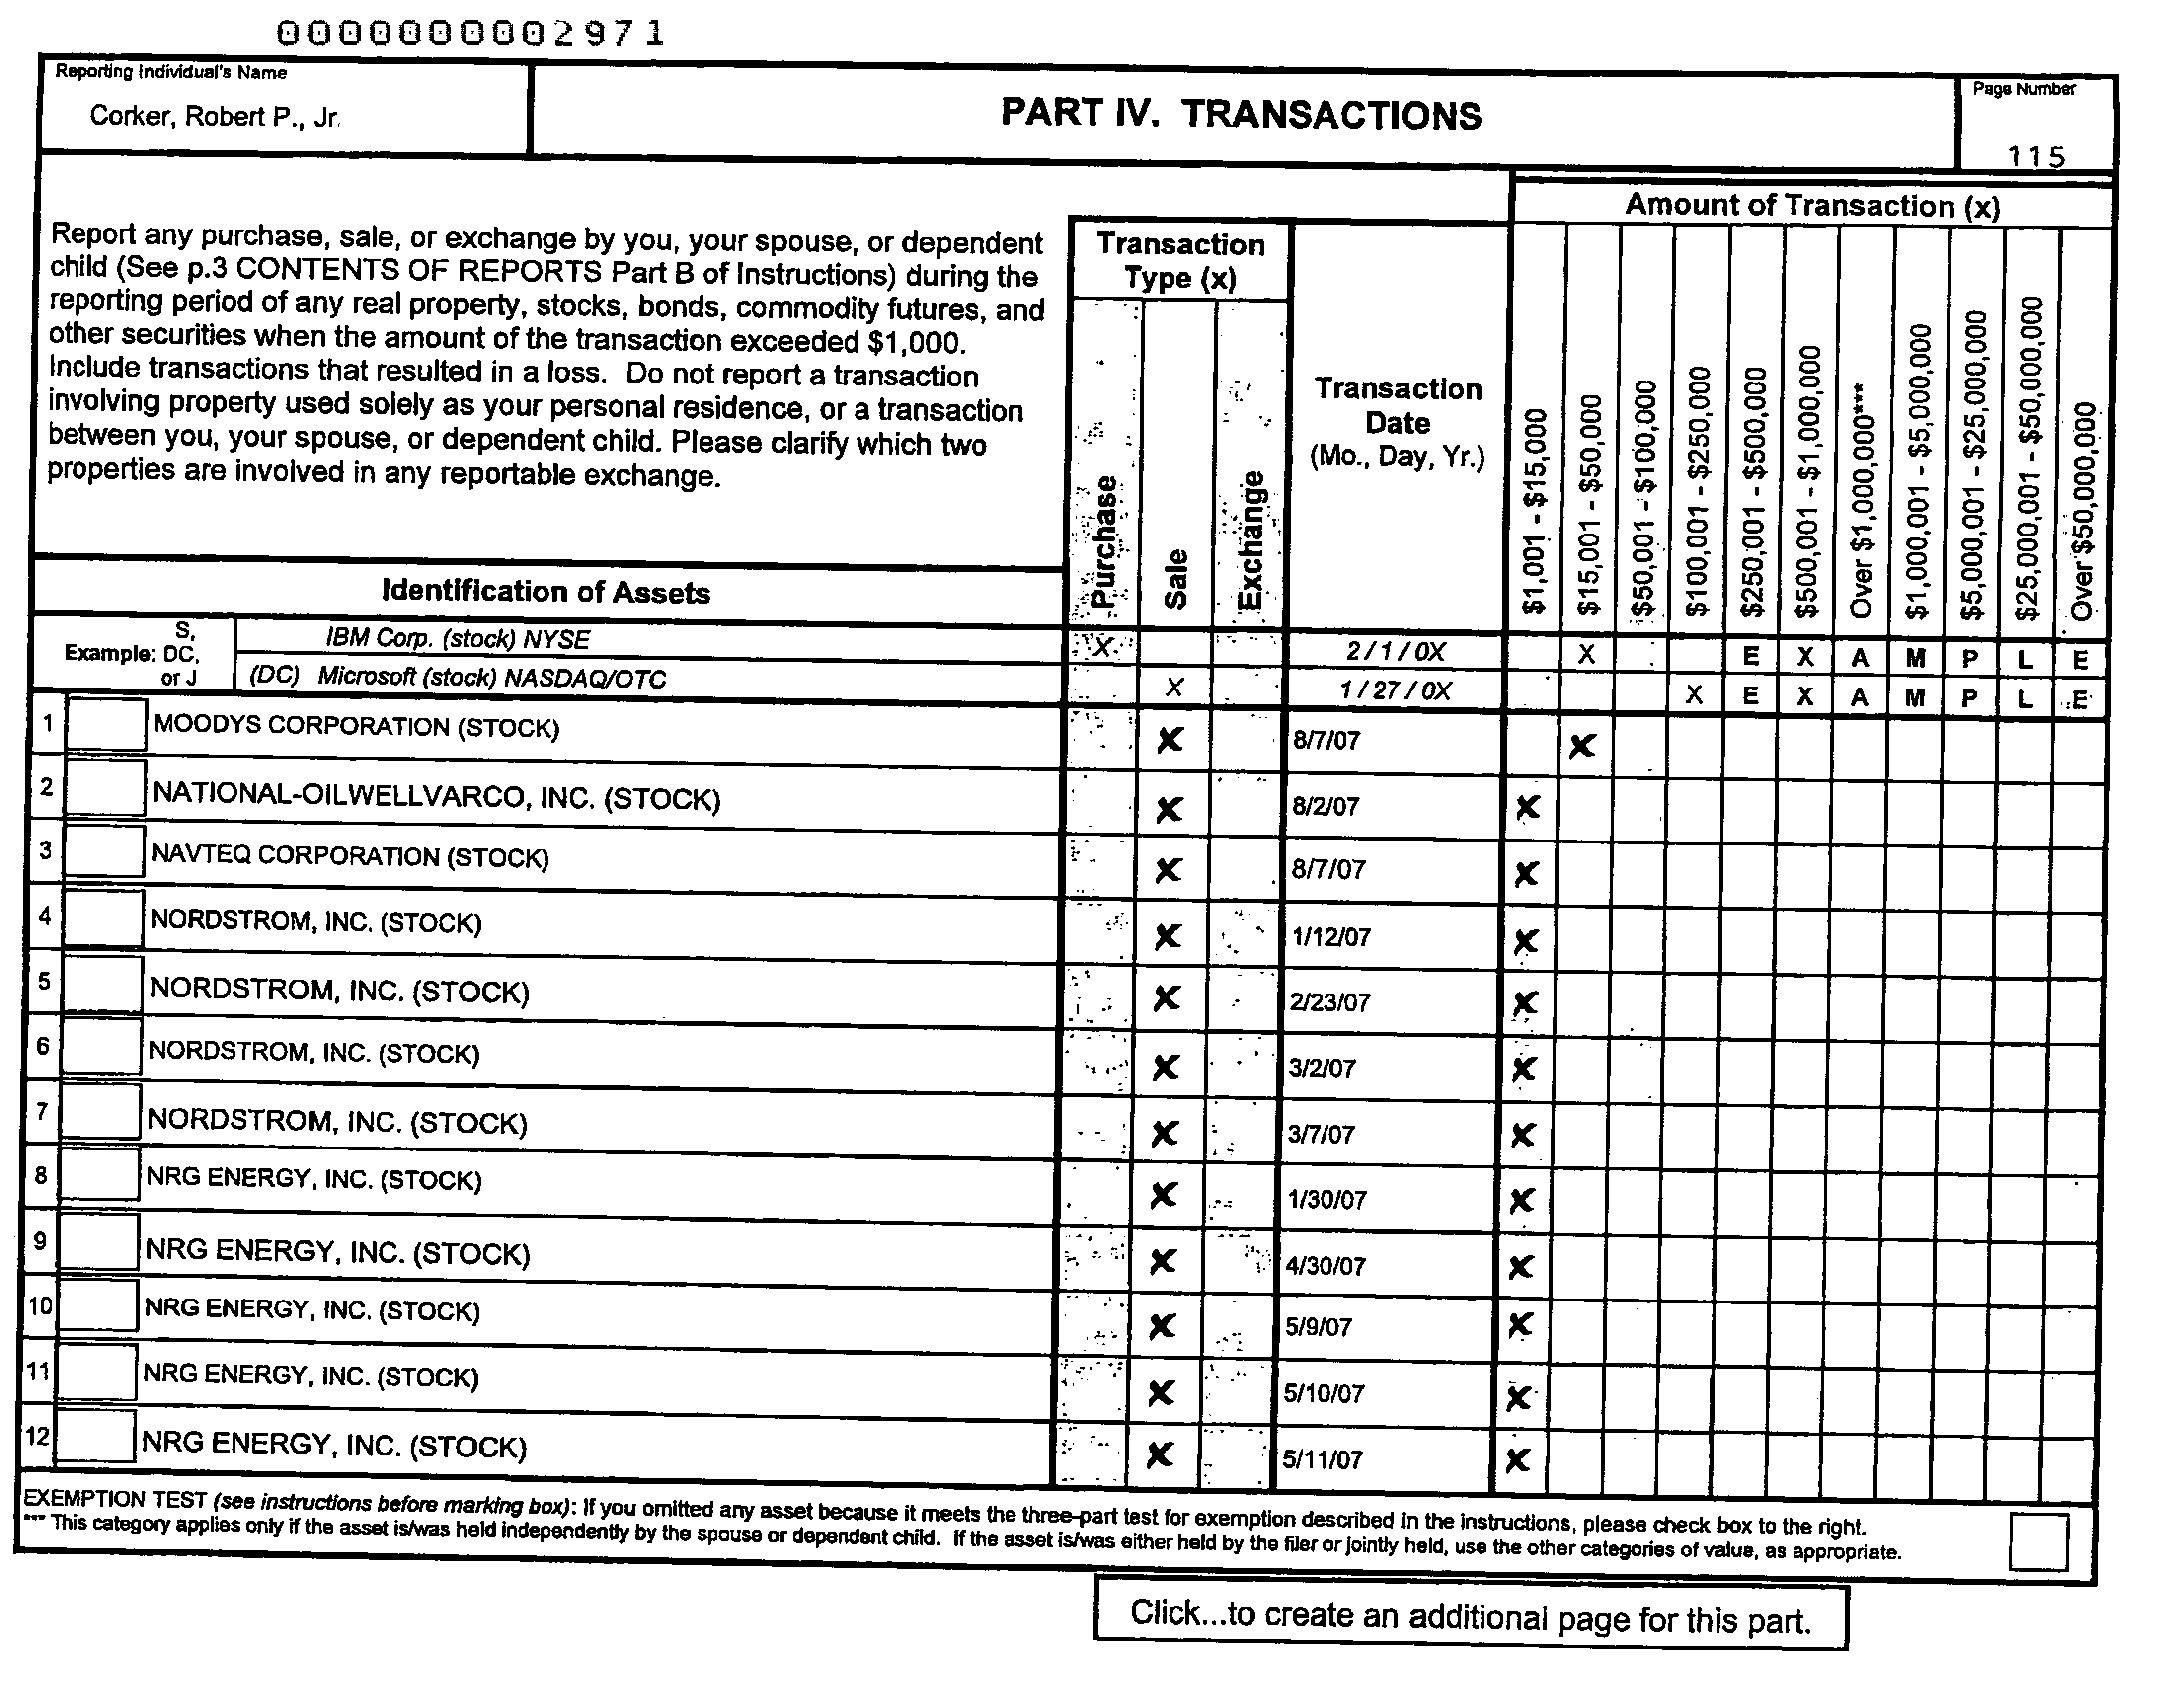 0000000002971
Reporting Individual's Name
Corker, Robert P., Jr.
PART IV. TRANSACTIONS
Page Number
115
Report any purchase, sale, or exchange by you, your spouse, or dependent
child (See p.3 CONTENTS OF REPORTS Part B of Instructions) during the
reporting period of any real property, stocks, bonds, commodity futures, and
other securities when the amount of the transaction exceeded $1,000.
Include transactions that resulted in a loss. Do not report a transaction
involving property used solely as your personal residence, or a transaction
between you, your spouse, or dependent child. Please clarify which two
properties are involved in any reportable exchange.
Transaction
Type (x)
Purchase
Sale
Exchange
Transaction
Date
(Mo., Day, Yr.)
Amount of Transaction (x)
$1,001 - $15,000
$15,001 - $50,000
$50,001 - $100,000
$100,001 - $250,000
$250,001 - $500,000
$500,001 - $1,000,000
Over $1,000,000***
$1,000,001 - $5,000,000
$5,000,001 - $25,000,000
$25,000,001 - $50,000,000
Over $50,000,000
Identification of Assets
Example: S, DC, or J
IBM Corp. (stock) NYSE X 2/1/0X X E X A M P L E
(DC) Microsoft (stock) NASDAQ/OTC X 1/27/0X X E X A M P L E
1 MOODYS CORPORATION (STOCK) X 8/7/07 X
2 NATIONAL-OILWELLVARCO, INC. (STOCK) X 8/2/07 X
3 NAVTEQ CORPORATION (STOCK) X 8/7/07 X
4 NORDSTROM, INC. (STOCK) X 1/12/07 X
5 NORDSTROM, INC. (STOCK) X 2/23/07 X
6 NORDSTROM, INC. (STOCK) X 3/2/07 X
7 NORDSTROM, INC. (STOCK) X 3/7/07 X
8 NRG ENERGY, INC. (STOCK) X 1/30/07 X
9 NRG ENERGY, INC. (STOCK) X 4/30/07 X
10 NRG ENERGY, INC. (STOCK) X 5/9/07 X
11 NRG ENERGY, INC. (STOCK) X 5/10/07 X
12 NRG ENERGY, INC. (STOCK) X 5/11/07 X
EXEMPTION TEST (see instructions before marking box): If you omitted any asset because it meets the three-part test for exemption described in the instructions, please check box to the right.
*** This category applies only if the asset is/was held independently by the spouse or dependent child. If the asset is/was either held by the filer or jointly held, use the other categories of value, as appropriate.
Click...to create an additional page for this part.